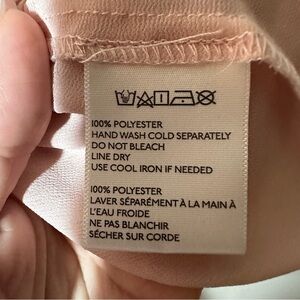 100% POLYESTER
HAND WASH COLD SEPARATELY
DO NOT BLEACH
LINE DRY
USE COOL IRON IF NEEDED
100% POLYESTER
LAVER SÉPARÉMENT À LA MAIN À
L'EAU FROIDE
NE PAS BLANCHIR
SÉCHER SUR CORDE